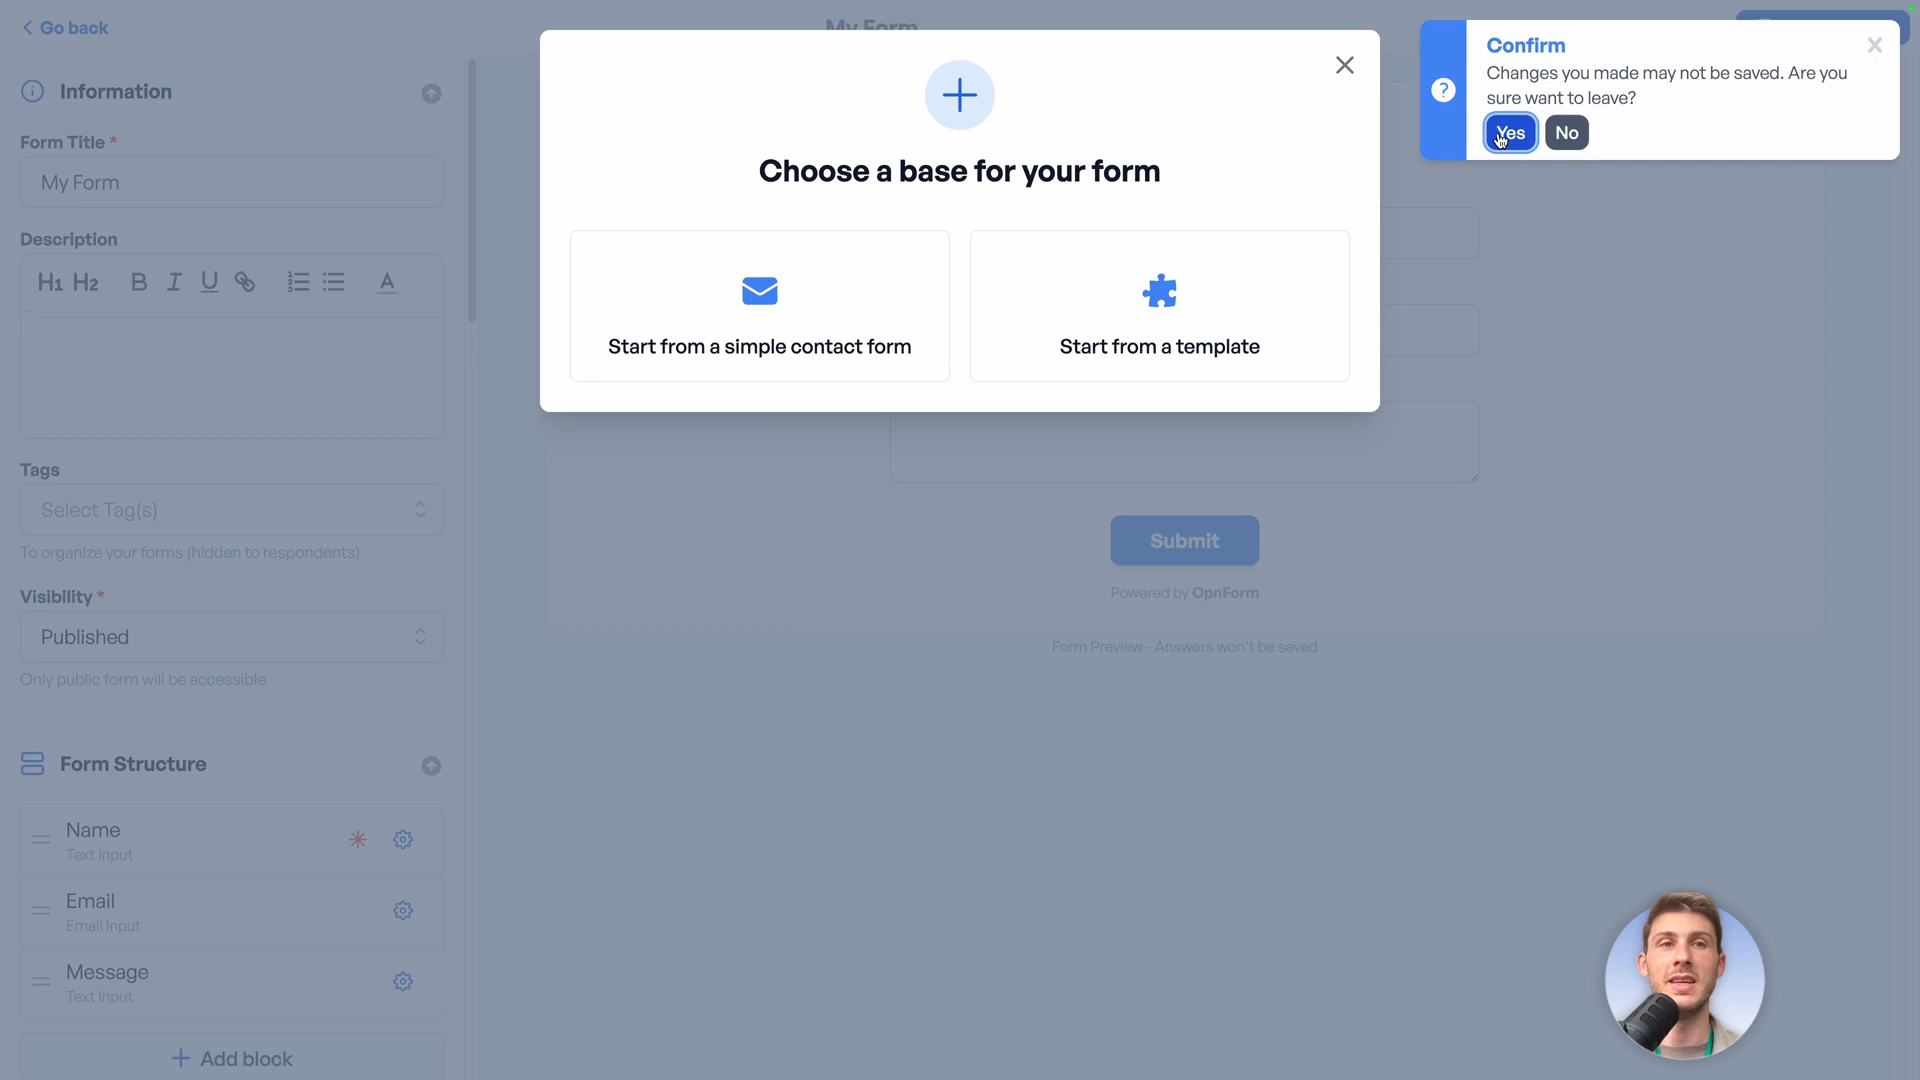 Go back
My Form
Information
Form Title *
My Form
Description
H1 H2 B I U A
Tags
Select Tag(s)
To organize your forms (hidden to respondents)
Visibility *
Published
Only public form will be accessible
Form Structure
Name
Text Input
Email
Email Input
Message
Text Input
Add block
Choose a base for your form
Start from a simple contact form
Start from a template
Submit
Powered by OpnForm
Form Preview - Answers won't be saved
Confirm
Changes you made may not be saved. Are you
sure want to leave?
Yes No